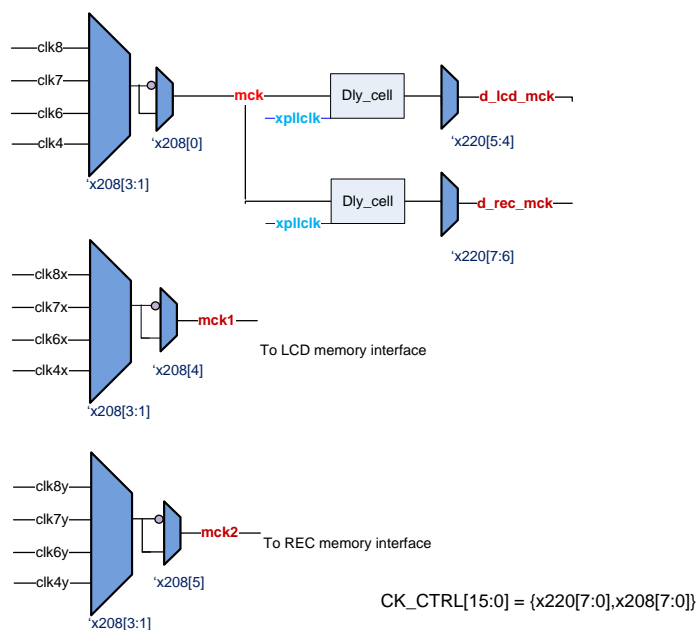 clk8
clk7
clk6
clk4
‘x208[3:1]
‘x208[0]
mck
Dly_cell
xpllclk
d_lcd_mck
‘x220[5:4]
Dly_cell
xpllclk
d_rec_mck
‘x220[7:6]
clk8x
clk7x
clk6x
clk4x
‘x208[3:1]
‘x208[4]
mck1
To LCD memory interface
clk8y
clk7y
clk6y
clk4y
‘x208[3:1]
‘x208[5]
mck2
To REC memory interface
CK_CTRL[15:0] = {x220[7:0],x208[7:0]}